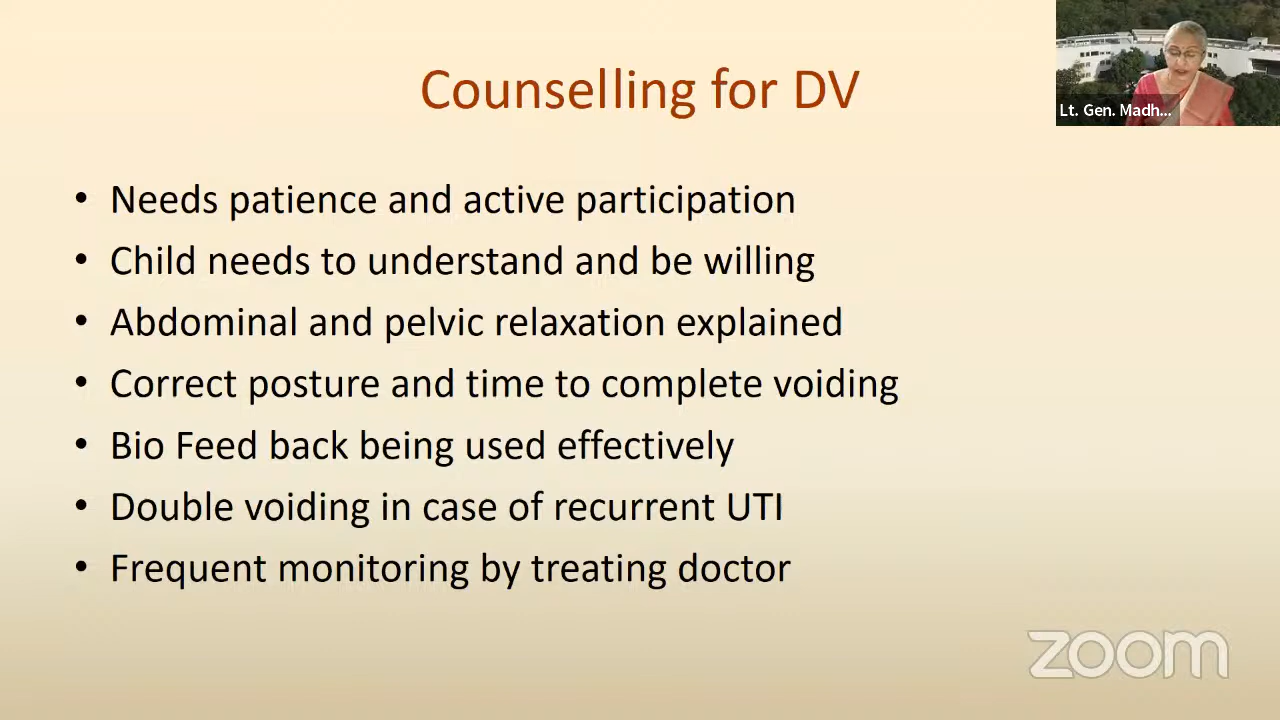 Counselling for DV
Lt. Gen. Madh...
• Needs patience and active participation
• Child needs to understand and be willing
• Abdominal and pelvic relaxation explained
• Correct posture and time to complete voiding
• Bio Feed back being used effectively
• Double voiding in case of recurrent UTI
• Frequent monitoring by treating doctor
zoom